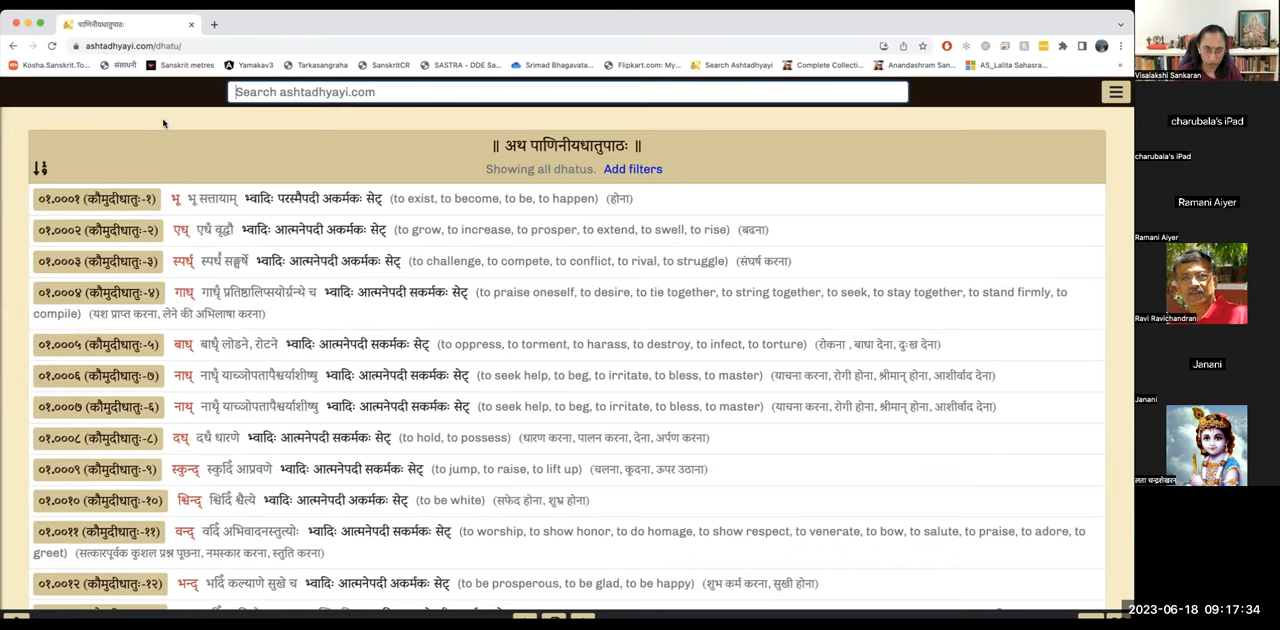 पाणिनीयधातुपाठः
ashtadhyayi.com/dhatu/
Kosha.Sanskrit.To... संसाधनी Sanskrit metres Yamakav3 Tarkasangraha SanskritCR SASTRA - DDE Sa... Srimad Bhagavata... Flipkart.com: My... Search Ashtadhyayi Complete Collecti... Anandashram San... AS_Lalita Sahasra...
Search ashtadhyayi.com
॥ अथ पाणिनीयधातुपाठः ॥
Showing all dhatus. Add filters
०१.०००१ (कौमुदीधातुः-१) भू भू सत्तायाम् भ्वादिः परस्मैपदी अकर्मकः सेट् (to exist, to become, to be, to happen) (होना)
०१.०००२ (कौमुदीधातुः-२) एध् एधँ वृद्धौ भ्वादिः आत्मनेपदी अकर्मकः सेट् (to grow, to increase, to prosper, to extend, to swell, to rise) (बढना)
०१.०००३ (कौमुदीधातुः-३) स्पर्ध् स्पर्धँ सङ्घर्षे भ्वादिः आत्मनेपदी अकर्मकः सेट् (to challenge, to compete, to conflict, to rival, to struggle) (संघर्ष करना)
०१.०००४ (कौमुदीधातुः-४) गाध् गाधृँ प्रतिष्ठालिप्सयोर्ग्रन्थे च भ्वादिः आत्मनेपदी सकर्मकः सेट् (to praise oneself, to desire, to tie together, to string together, to seek, to stay together, to stand firmly, to
compile) (यश प्राप्त करना, लेने की अभिलाषा करना)
०१.०००५ (कौमुदीधातुः-५) बाध् बाधृँ लोडने, रोटने भ्वादिः आत्मनेपदी सकर्मकः सेट् (to oppress, to torment, to harass, to destroy, to infect, to torture) (रोकना , बाधा देना, दुःख देना)
०१.०००६ (कौमुदीधातुः-७) नाध् नाधृँ याच्ञोपतापैश्वर्याशीष्षु भ्वादिः आत्मनेपदी सकर्मकः सेट् (to seek help, to beg, to irritate, to bless, to master) (याचना करना, रोगी होना, श्रीमान् होना, आशीर्वाद देना)
०१.०००७ (कौमुदीधातुः-६) नाथ् नाथृँ याच्ञोपतापैश्वर्याशीष्षु भ्वादिः आत्मनेपदी सकर्मकः सेट् (to seek help, to beg, to irritate, to bless, to master) (याचना करना, रोगी होना, श्रीमान् होना, आशीर्वाद देना)
०१.०००८ (कौमुदीधातुः-८) दध् दधँ धारणे भ्वादिः आत्मनेपदी सकर्मकः सेट् (to hold, to possess) (धारण करना, पालन करना, देना, अर्पण करना)
०१.०००९ (कौमुदीधातुः-९) स्कुन्द् स्कुदिँ आप्रवणे भ्वादिः आत्मनेपदी सकर्मकः सेट् (to jump, to raise, to lift up) (चलना, कूदना, ऊपर उठाना)
०१.००१० (कौमुदीधातुः-१०) श्विन्द् श्विदिँ श्वैत्ये भ्वादिः आत्मनेपदी अकर्मकः सेट् (to be white) (सफेद होना, शुभ्र होना)
०१.००११ (कौमुदीधातुः-११) वन्द् वदिँ अभिवादनस्तुत्योः भ्वादिः आत्मनेपदी सकर्मकः सेट् (to worship, to show honor, to do homage, to show respect, to venerate, to bow, to salute, to praise, to adore, to
greet) (सत्कारपूर्वक कुशल प्रश्न पूछना, नमस्कार करना, स्तुति करना)
०१.००१२ (कौमुदीधातुः-१२) भन्द् भदिँ कल्याणे सुखे च भ्वादिः आत्मनेपदी अकर्मकः सेट् (to be prosperous, to be glad, to be happy) (शुभ कर्म करना, सुखी होना)
Visalakshi Sankaran
charubala's iPad
charubala's iPad
Ramani Aiyer
Ramani Aiyer
Ravi Ravichandran
Janani
Janani
लता चन्द्रशेखरन्
2023-06-18 09:17:34